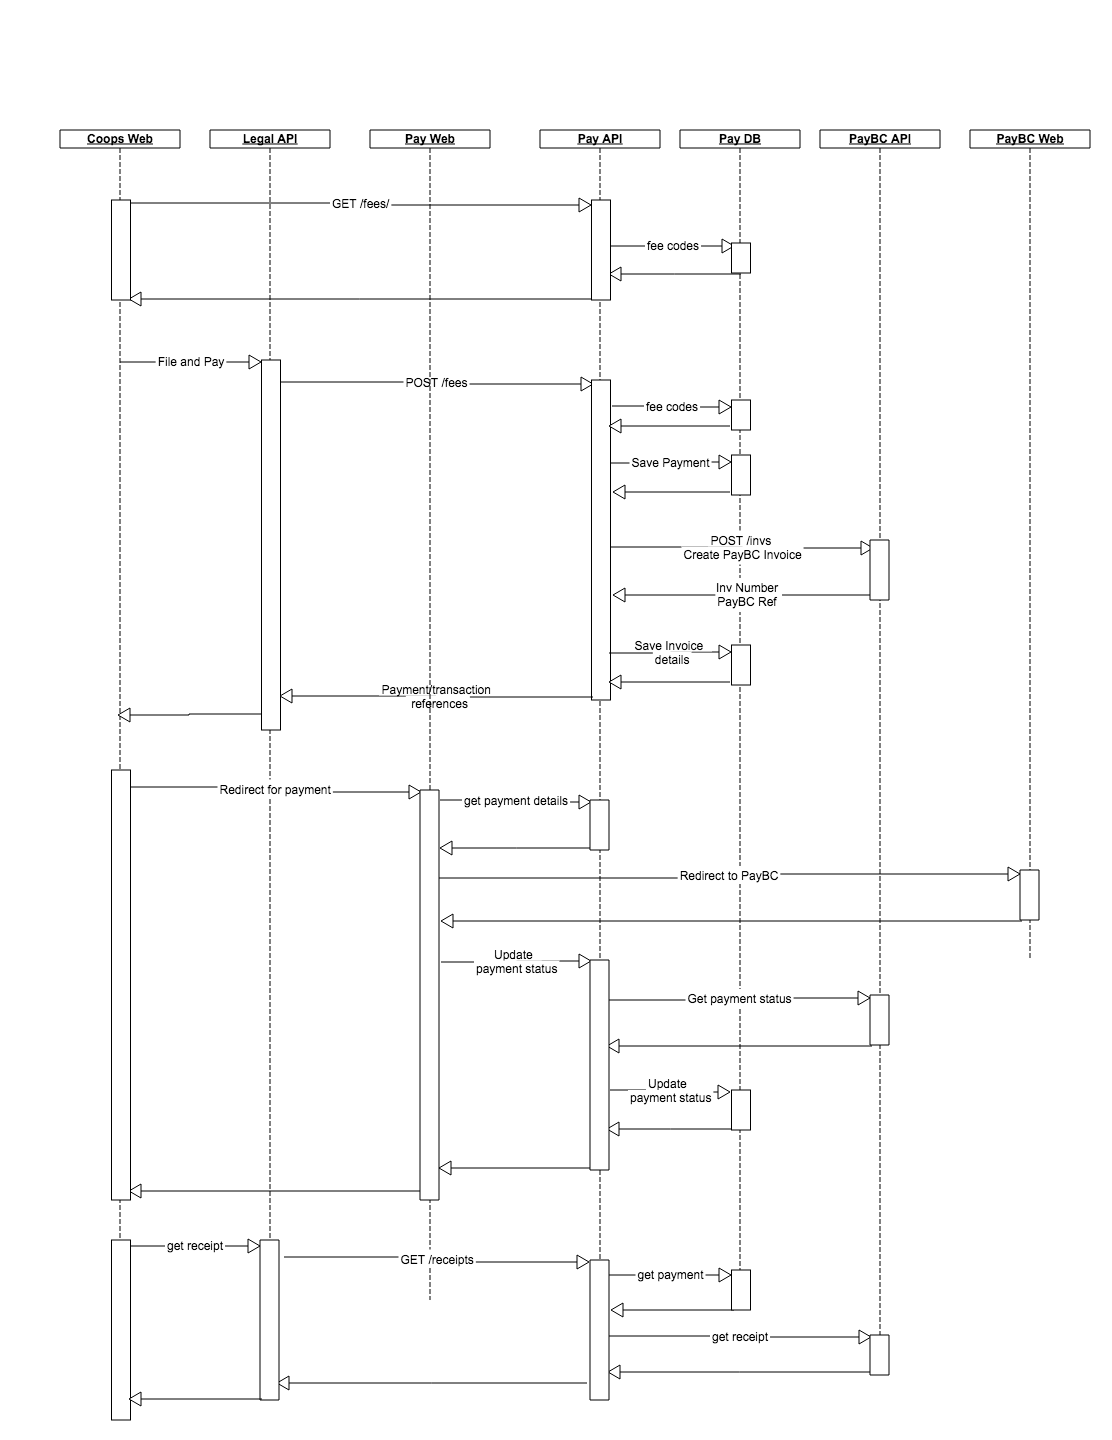 Coops Web
Legal API
Pay Web
Pay API
Pay DB
PayBC API
PayBC Web
GET /fees/
fee codes
File and Pay
POST /fees
fee codes
Save Payment
POST /invs
Create PayBC Invoice
Inv Number
PayBC Ref
Save Invoice
details
Payment/transaction
references
Redirect for payment
get payment details
Redirect to PayBC
Update
payment status
Get payment status
Update
payment status
get receipt
GET /receipts
get payment
get receipt